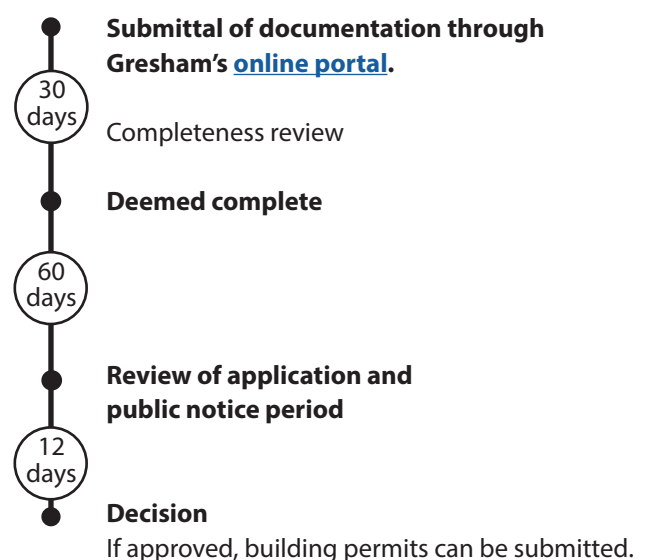 Submittal of documentation through
Gresham's online portal.
30
days
Completeness review
Deemed complete
60
days
Review of application and
public notice period
12
days
Decision
If approved, building permits can be submitted.